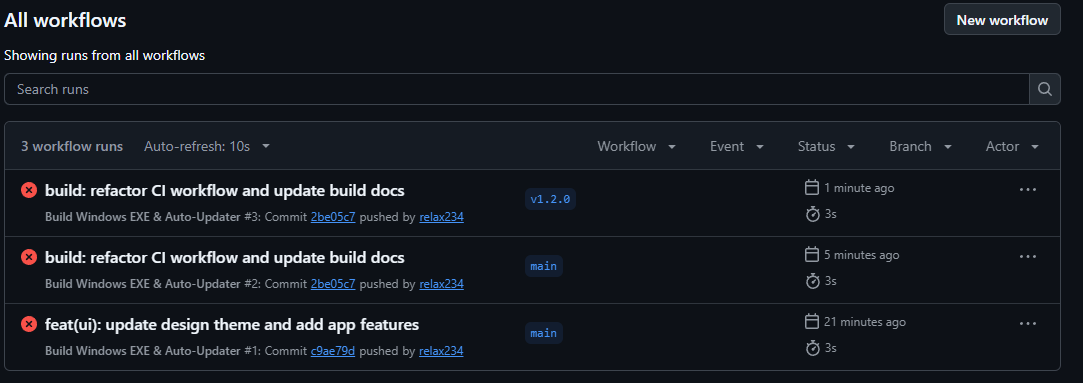 All workflows
New workflow
Showing runs from all workflows
Search runs
3 workflow runs Auto-refresh: 10s Workflow Event Status Branch Actor
build: refactor CI workflow and update build docs
v1.2.0
1 minute ago
Build Windows EXE & Auto-Updater #3: Commit 2be05c7 pushed by relax234
3s
build: refactor CI workflow and update build docs
main
5 minutes ago
Build Windows EXE & Auto-Updater #2: Commit 2be05c7 pushed by relax234
3s
feat(ui): update design theme and add app features
main
21 minutes ago
Build Windows EXE & Auto-Updater #1: Commit c9ae79d pushed by relax234
3s